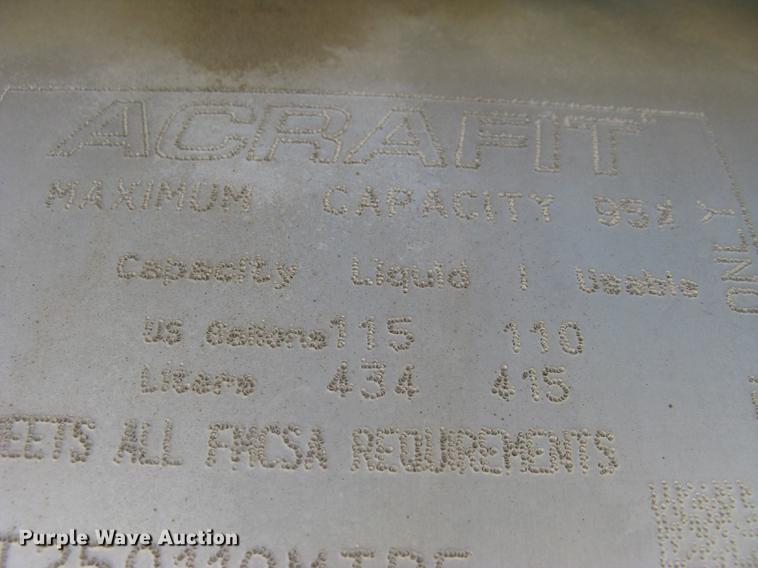 ACRAFIT
MAXIMUM CAPACITY 95%
Capacity Liquid | Usable
US Gallons 115 110
Liters 434 415
EETS ALL FMCSA REQUIREMENTS
ONLY
Purple Wave Auction